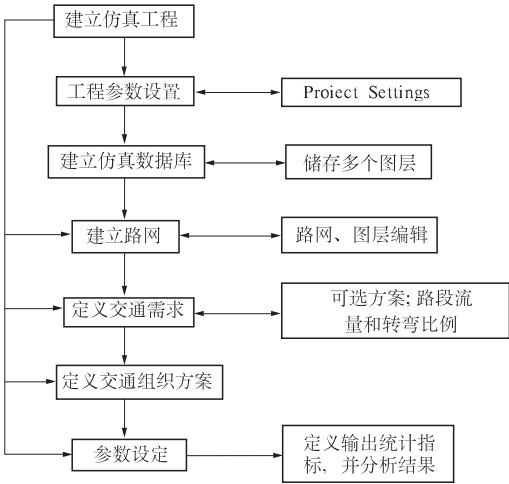 建立仿真工程
工程参数设置
Proiect Settings
建立仿真数据库
储存多个图层
建立路网
路网、图层编辑
定义交通需求
可选方案;路段流
量和转弯比例
定义交通组织方案
参数设定
定义输出统计指
标，并分析结果